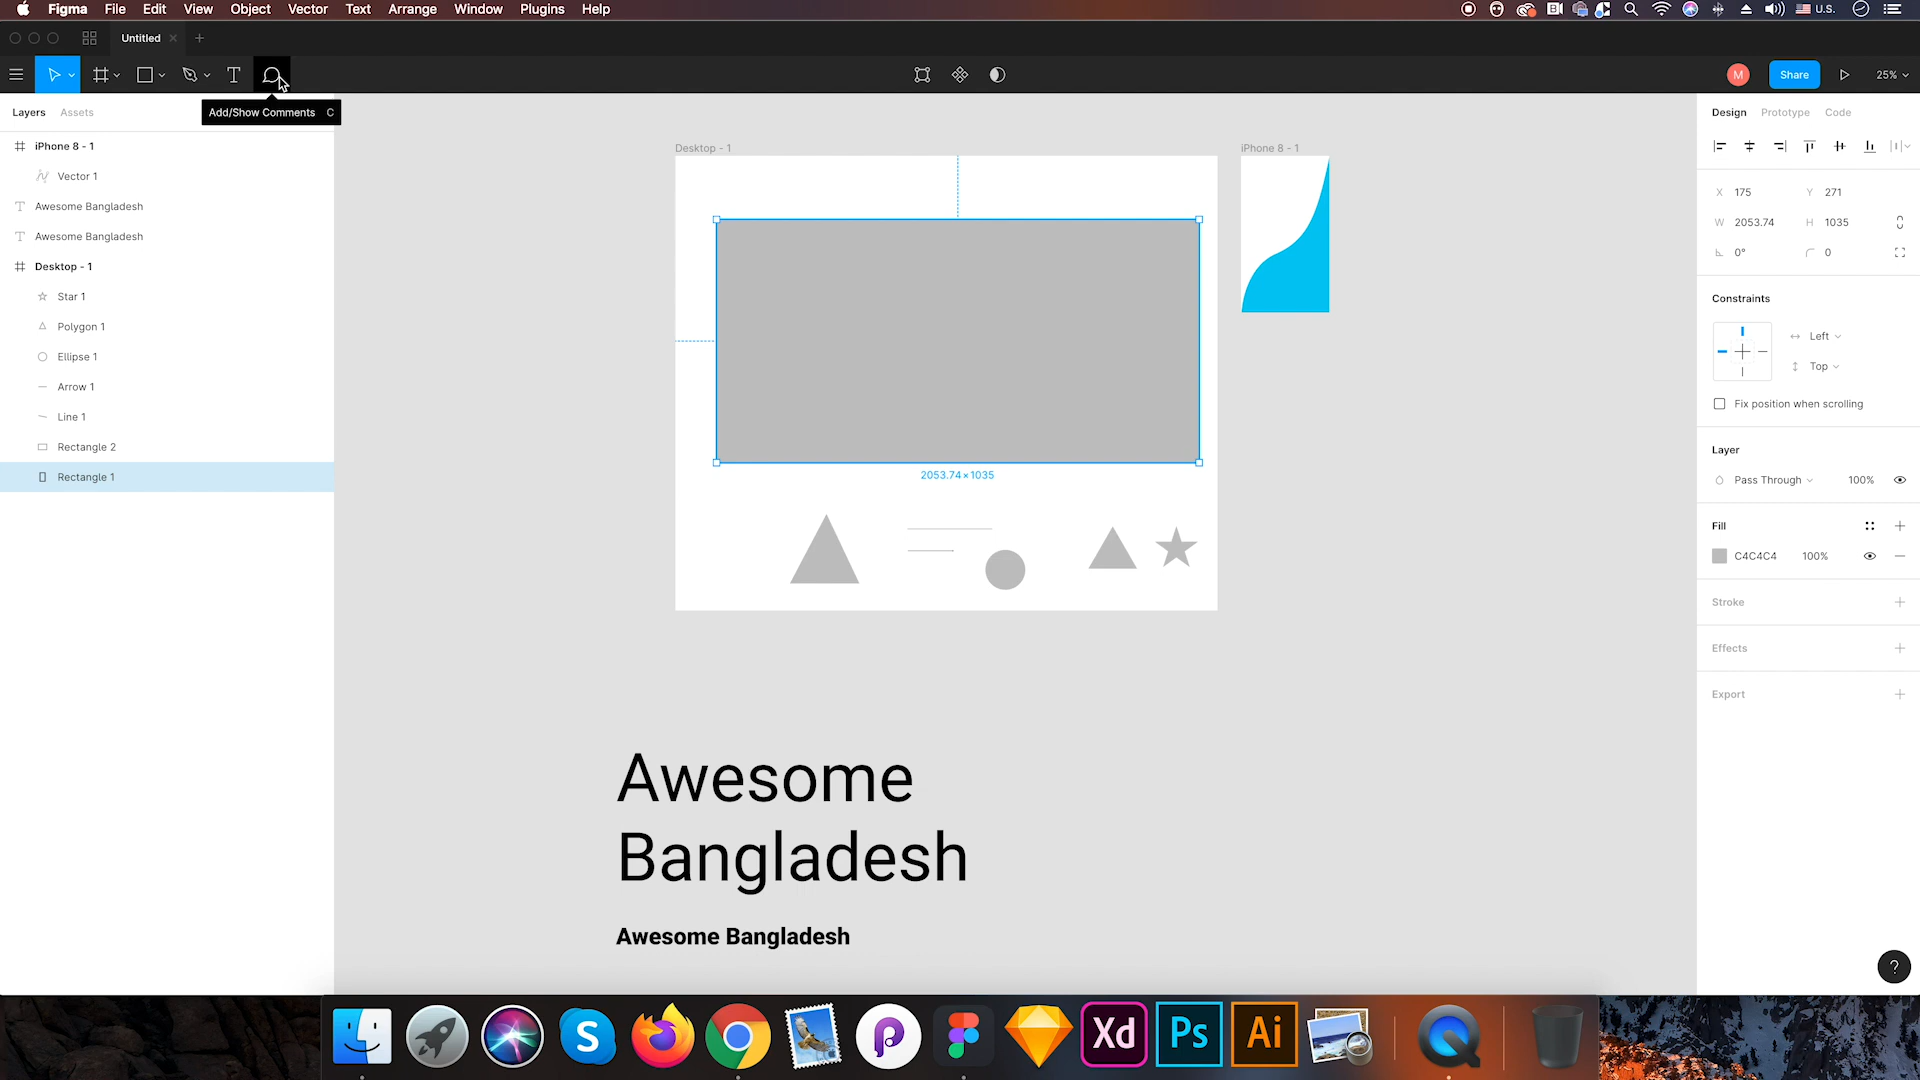 Figma File Edit View Object Vector Text Arrange Window Plugins Help
U.S.
Untitled
M
Share
25%
Layers Assets
Add/Show Comments C
Design Prototype Code
iPhone 8 - 1
Vector 1
Awesome Bangladesh
Awesome Bangladesh
Desktop - 1
Star 1
Polygon 1
Ellipse 1
Arrow 1
Line 1
Rectangle 2
Rectangle 1
Desktop - 1
iPhone 8 - 1
2053.74 × 1035
Awesome
Bangladesh
Awesome Bangladesh
X 175 Y 271
W 2053.74 H 1035
0° 0
Constraints
Left
Top
Fix position when scrolling
Layer
Pass Through 100%
Fill
C4C4C4 100%
Stroke
Effects
Export
?
S
Xd
Ps
Ai